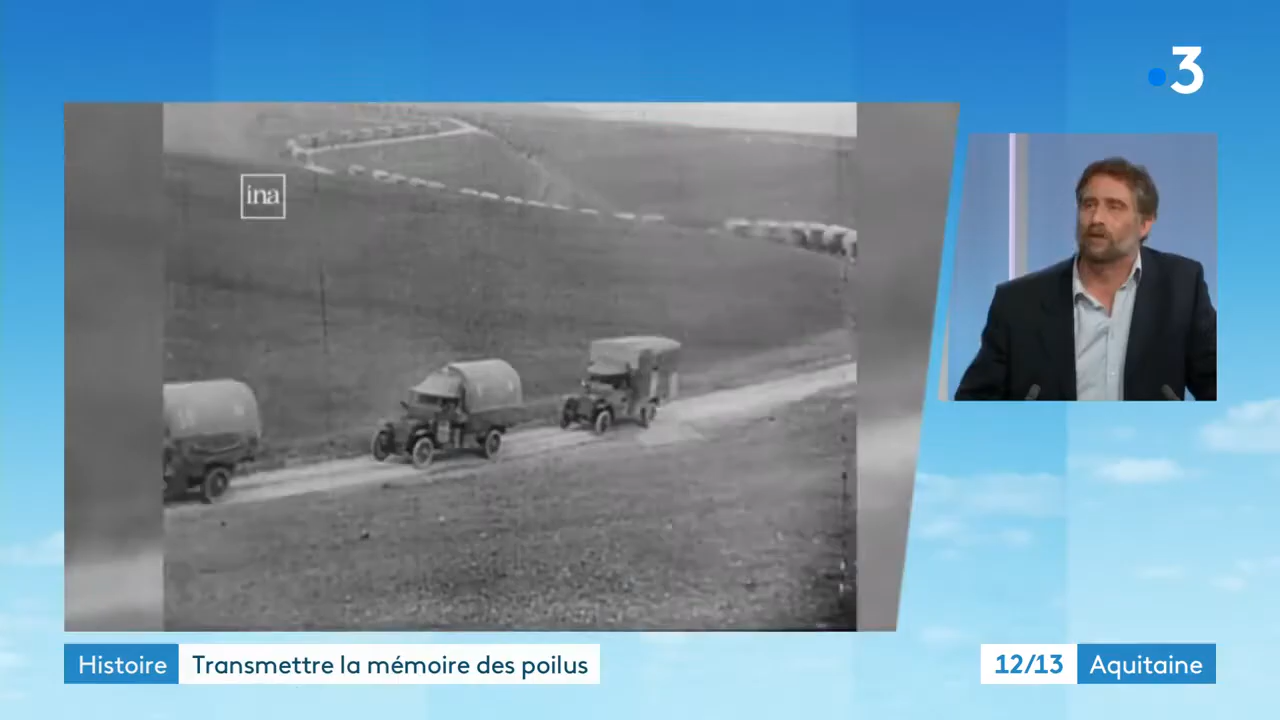 3
ina
Histoire
Transmettre la mémoire des poilus
12/13
Aquitaine